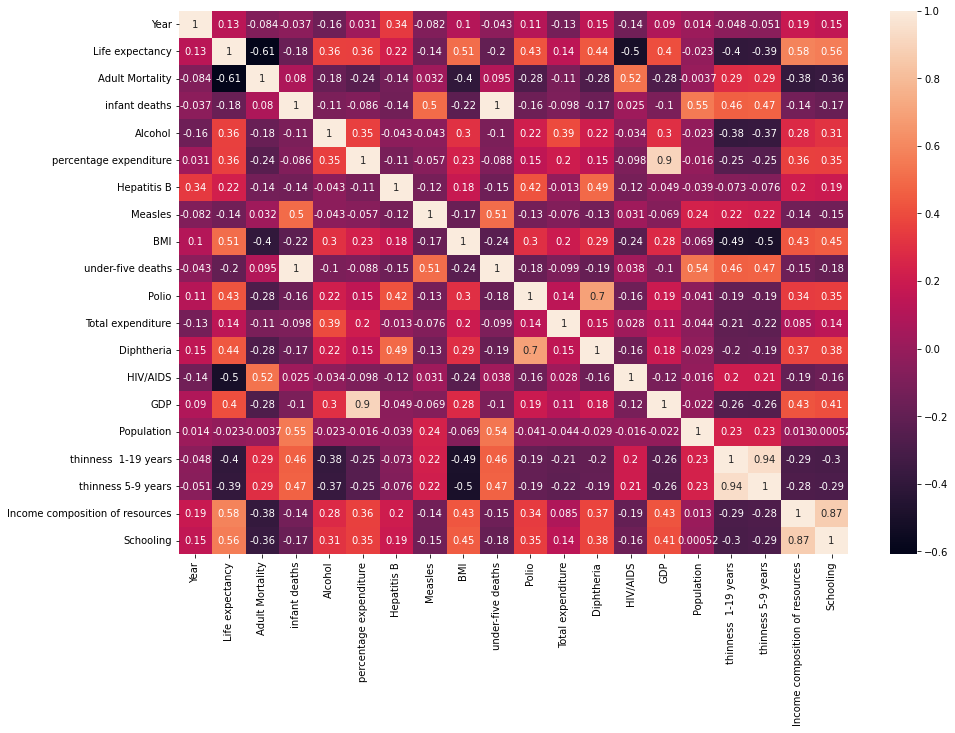 Year 1 0.13 -0.084 -0.037 -0.16 0.031 0.34 -0.082 0.1 -0.043 0.11 -0.13 0.15 -0.14 0.09 0.014 -0.048 -0.051 0.19 0.15
Life expectancy 0.13 1 -0.61 -0.18 0.36 0.36 0.22 -0.14 0.51 -0.2 0.43 0.14 0.44 -0.5 0.4 -0.023 -0.4 -0.39 0.58 0.56
Adult Mortality -0.084 -0.61 1 0.08 -0.18 -0.24 -0.14 0.032 -0.4 0.095 -0.28 -0.11 -0.28 0.52 -0.28 -0.0037 0.29 0.29 -0.38 -0.36
infant deaths -0.037 -0.18 0.08 1 -0.11 -0.086 -0.14 0.5 -0.22 1 -0.16 -0.098 -0.17 0.025 -0.1 0.55 0.46 0.47 -0.14 -0.17
Alcohol -0.16 0.36 -0.18 -0.11 1 0.35 -0.043 -0.043 0.3 -0.1 0.22 0.39 0.22 -0.034 0.3 -0.023 -0.38 -0.37 0.28 0.31
percentage expenditure 0.031 0.36 -0.24 -0.086 0.35 1 -0.11 -0.057 0.23 -0.088 0.15 0.2 0.15 -0.098 0.9 -0.016 -0.25 -0.25 0.36 0.35
Hepatitis B 0.34 0.22 -0.14 -0.14 -0.043 -0.11 1 -0.12 0.18 -0.15 0.42 -0.013 0.49 -0.12 -0.049 -0.039 -0.073 -0.076 0.2 0.19
Measles -0.082 -0.14 0.032 0.5 -0.043 -0.057 -0.12 1 -0.17 0.51 -0.13 -0.076 -0.13 0.031 -0.069 0.24 0.22 0.22 -0.14 -0.15
BMI 0.1 0.51 -0.4 -0.22 0.3 0.23 0.18 -0.17 1 -0.24 0.3 0.2 0.29 -0.24 0.28 -0.069 -0.49 -0.5 0.43 0.45
under-five deaths -0.043 -0.2 0.095 1 -0.1 -0.088 -0.15 0.51 -0.24 1 -0.18 -0.099 -0.19 0.038 -0.1 0.54 0.46 0.47 -0.15 -0.18
Polio 0.11 0.43 -0.28 -0.16 0.22 0.15 0.42 -0.13 0.3 -0.18 1 0.14 0.7 -0.16 0.19 -0.041 -0.19 -0.19 0.34 0.35
Total expenditure -0.13 0.14 -0.11 -0.098 0.39 0.2 -0.013 -0.076 0.2 -0.099 0.14 1 0.15 0.028 0.11 -0.044 -0.21 -0.22 0.085 0.14
Diphtheria 0.15 0.44 -0.28 -0.17 0.22 0.15 0.49 -0.13 0.29 -0.19 0.7 0.15 1 -0.16 0.18 -0.029 -0.2 -0.19 0.37 0.38
HIV/AIDS -0.14 -0.5 0.52 0.025 -0.034 -0.098 -0.12 0.031 -0.24 0.038 -0.16 0.028 -0.16 1 -0.12 -0.016 0.2 0.21 -0.19 -0.16
GDP 0.09 0.4 -0.28 -0.1 0.3 0.9 -0.049 -0.069 0.28 -0.1 0.19 0.11 0.18 -0.12 1 -0.022 -0.26 -0.26 0.43 0.41
Population 0.014 -0.023 -0.0037 0.55 -0.023 -0.016 -0.039 0.24 -0.069 0.54 -0.041 -0.044 -0.029 -0.016 -0.022 1 0.23 0.23 0.013 0.00052
thinness  1-19 years -0.048 -0.4 0.29 0.46 -0.38 -0.25 -0.073 0.22 -0.49 0.46 -0.19 -0.21 -0.2 0.2 -0.26 0.23 1 0.94 -0.29 -0.3
thinness 5-9 years -0.051 -0.39 0.29 0.47 -0.37 -0.25 -0.076 0.22 -0.5 0.47 -0.19 -0.22 -0.19 0.21 -0.26 0.23 0.94 1 -0.28 -0.29
Income composition of resources 0.19 0.58 -0.38 -0.14 0.28 0.36 0.2 -0.14 0.43 -0.15 0.34 0.085 0.37 -0.19 0.43 0.013 -0.29 -0.28 1 0.87
Schooling 0.15 0.56 -0.36 -0.17 0.31 0.35 0.19 -0.15 0.45 -0.18 0.35 0.14 0.38 -0.16 0.41 0.00052 -0.3 -0.29 0.87 1
Year
Life expectancy
Adult Mortality
infant deaths
Alcohol
percentage expenditure
Hepatitis B
Measles
BMI
under-five deaths
Polio
Total expenditure
Diphtheria
HIV/AIDS
GDP
Population
thinness  1-19 years
thinness 5-9 years
Income composition of resources
Schooling
1.0
0.8
0.6
0.4
0.2
0.0
−0.2
−0.4
−0.6